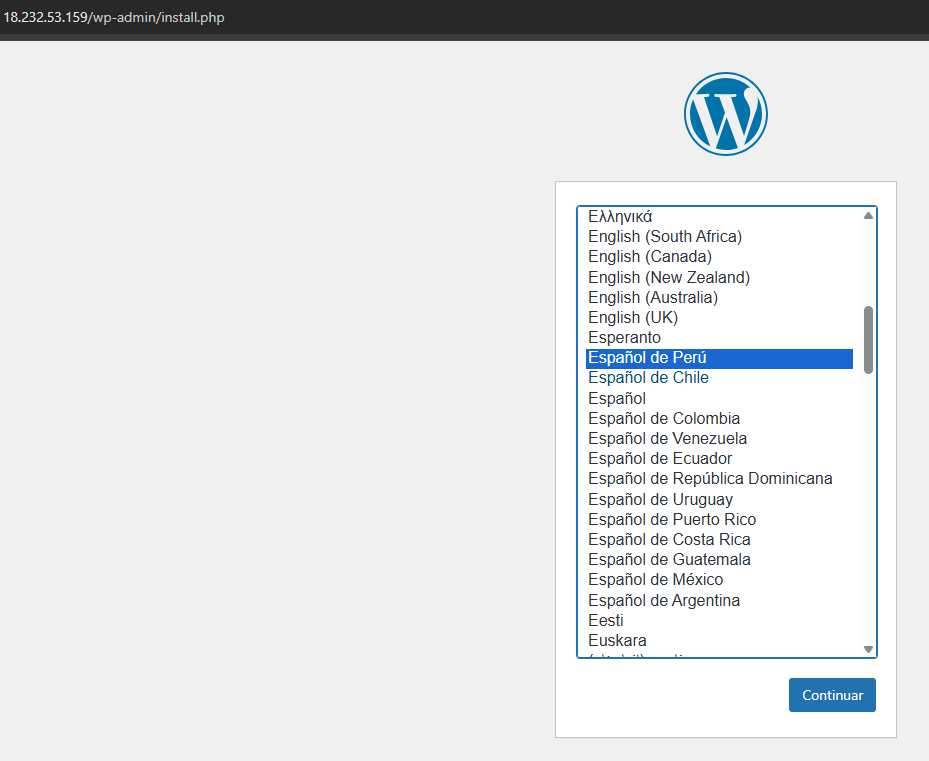 18.232.53.159/wp-admin/install.php
Ελληνικά
English (South Africa)
English (Canada)
English (New Zealand)
English (Australia)
English (UK)
Esperanto
Español de Perú
Español de Chile
Español
Español de Colombia
Español de Venezuela
Español de Ecuador
Español de República Dominicana
Español de Uruguay
Español de Puerto Rico
Español de Costa Rica
Español de Guatemala
Español de México
Español de Argentina
Eesti
Euskara
Continuar